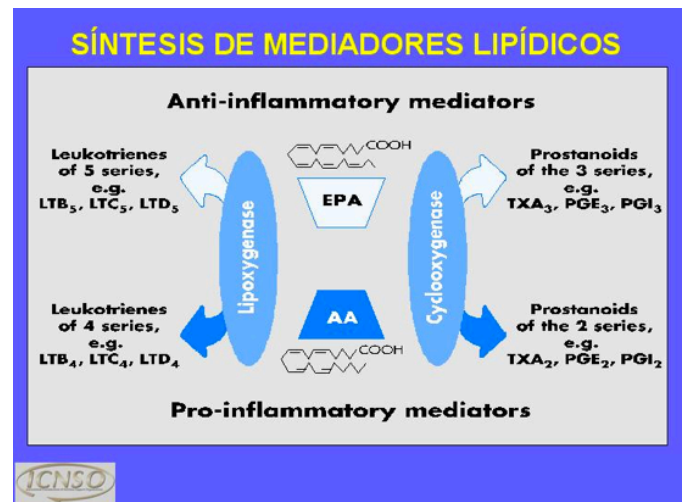 SÍNTESIS DE MEDIADORES LIPÍDICOS
Anti-inflammatory mediators
COOH
Leukotrienes
of 5 series,
e.g.
LTB5, LTC5, LTD5
Lipoxygenase
EPA
Cyclooxygenase
Prostanoids
of the 3 series,
e.g.
TXA3, PGE3, PGI3
Leukotrienes
of 4 series,
e.g.
LTB4, LTC4, LTD4
AA
COOH
Prostanoids
of the 2 series,
e.g.
TXA2, PGE2, PGI2
Pro-inflammatory mediators
ICNSO